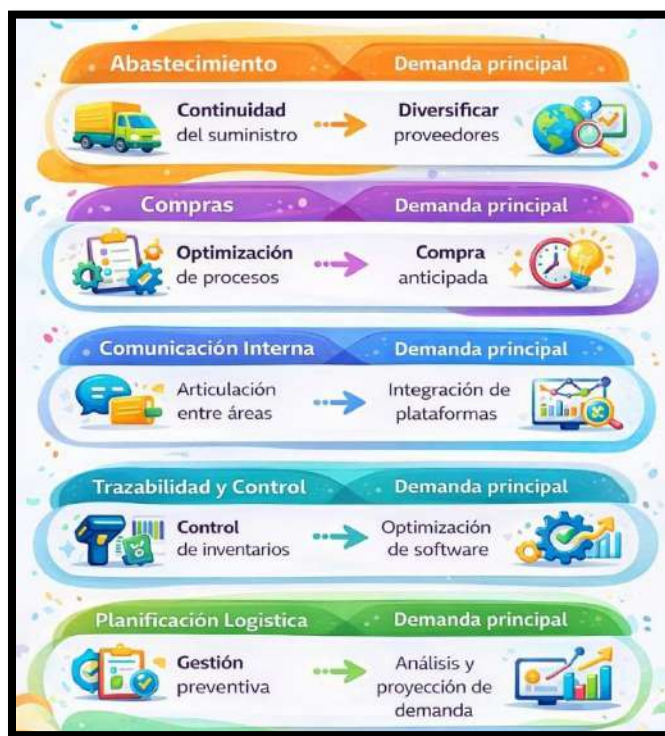 Abastecimiento
Demanda principal
Continuidad
del suministro
Diversificar
proveedores
Compras
Demanda principal
Optimización
de procesos
Compra
anticipada
Comunicación Interna
Demanda principal
Articulación
entre áreas
Integración de
plataformas
Trazabilidad y Control
Demanda principal
Control
de inventarios
Optimización
de software
Planificación Logistica
Demanda principal
Gestión
preventiva
Análisis y
proyección de
demanda